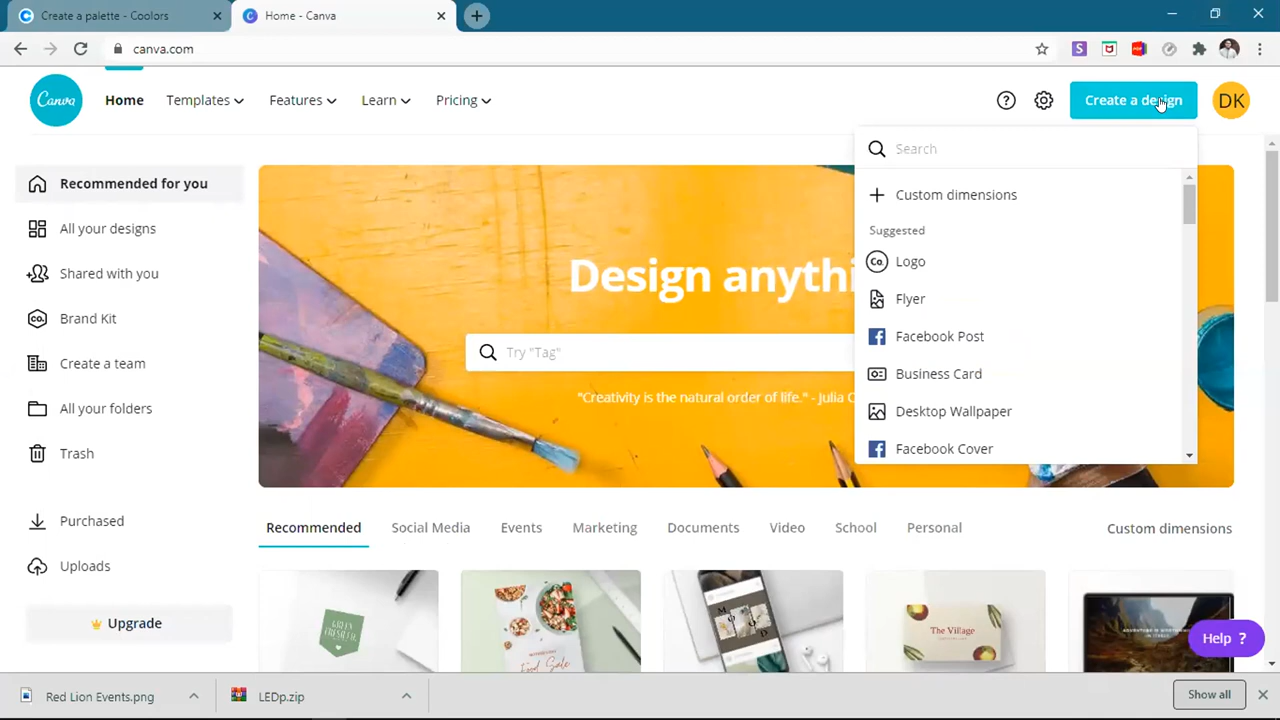 Create a palette - Coolors
Home - Canva
canva.com
Canva
Home
Templates
Features
Learn
Pricing
Create a design
DK
Search
Custom dimensions
Suggested
Logo
Flyer
Facebook Post
Business Card
Desktop Wallpaper
Facebook Cover
Recommended for you
All your designs
Shared with you
Brand Kit
Create a team
All your folders
Trash
Purchased
Uploads
Upgrade
Design anythi
Try "Tag"
"Creativity is the natural order of life." - Julia C
Recommended
Social Media
Events
Marketing
Documents
Video
School
Personal
Custom dimensions
GREEN
Food Sale
MOOD
The Village
Help ?
Red Lion Events.png
LEDp.zip
Show all